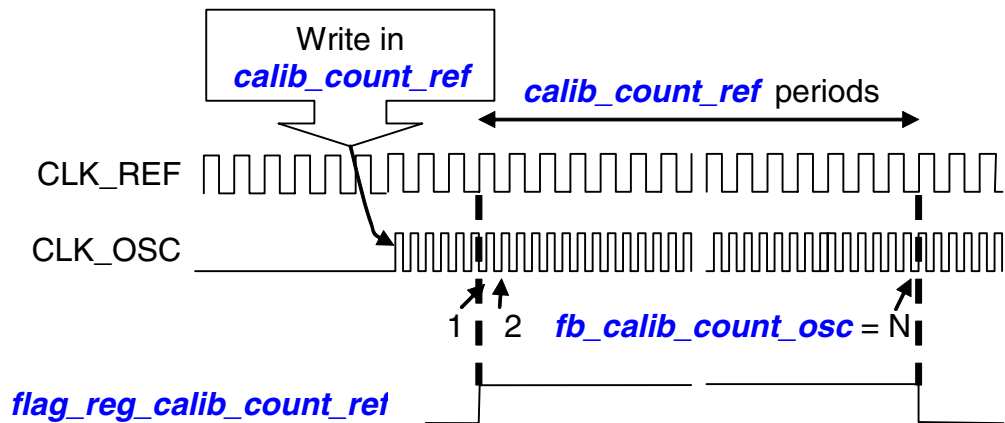 Write in
calib_count_ref
calib_count_ref periods
CLK_REF
CLK_OSC
1 2 fb_calib_count_osc = N
flag_reg_calib_count_ref